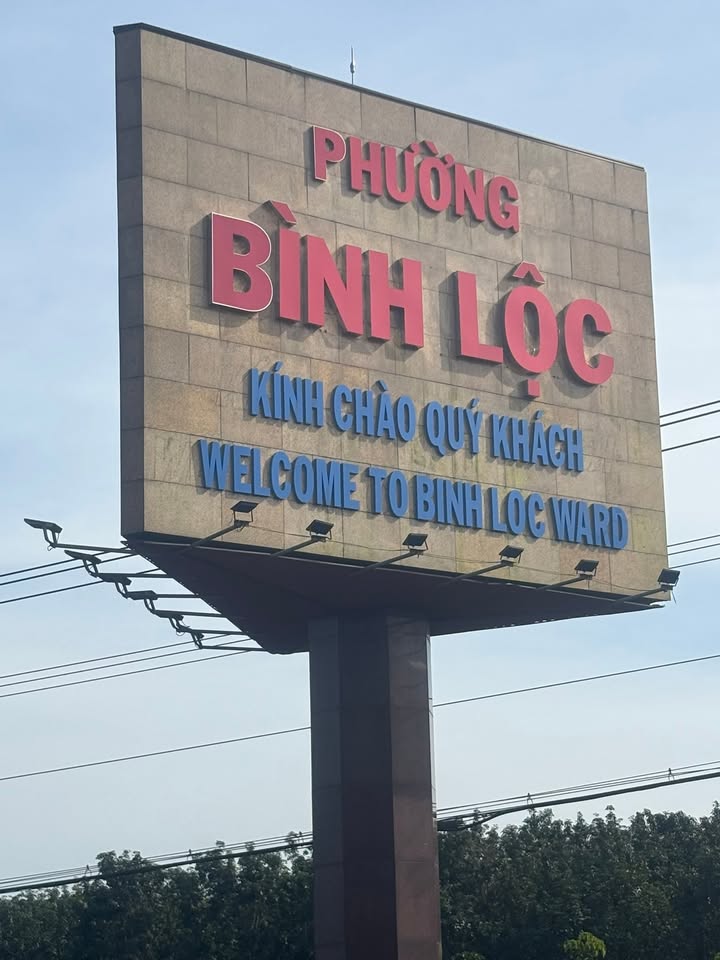 PHƯỜNG
BÌNH LỘC
KÍNH CHÀO QUÝ KHÁCH
WELCOME TO BINH LOC WARD